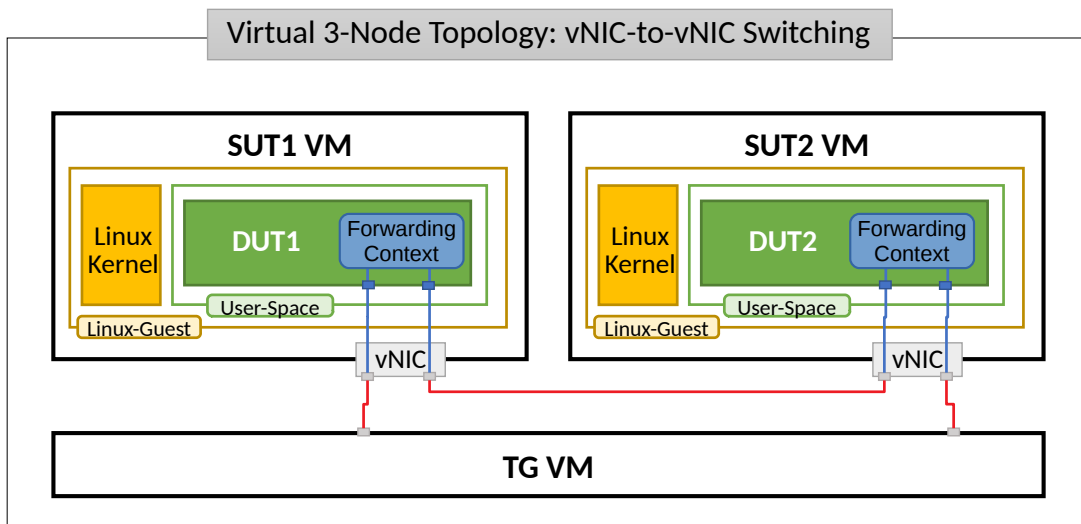 Virtual 3-Node Topology: vNIC-to-vNIC Switching
SUT1 VM
Linux
Kernel
DUT1
Forwarding
Context
User-Space
Linux-Guest
vNIC
SUT2 VM
Linux
Kernel
DUT2
Forwarding
Context
User-Space
Linux-Guest
vNIC
TG VM